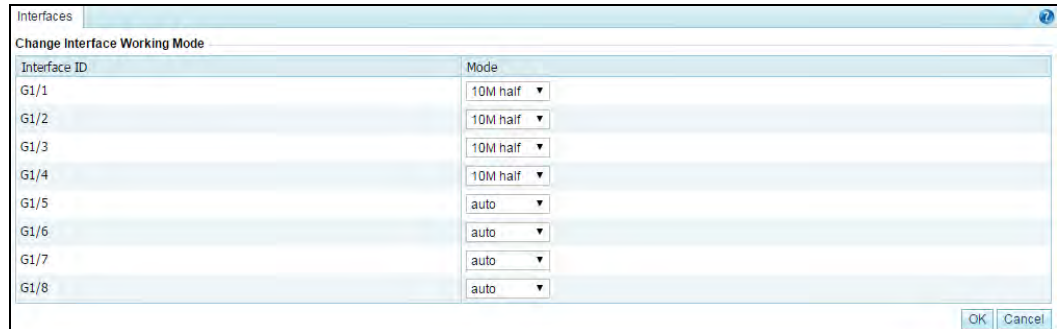 Interfaces
?
Change Interface Working Mode
Interface ID Mode
G1/1 10M half
G1/2 10M half
G1/3 10M half
G1/4 10M half
G1/5 auto
G1/6 auto
G1/7 auto
G1/8 auto
OK Cancel